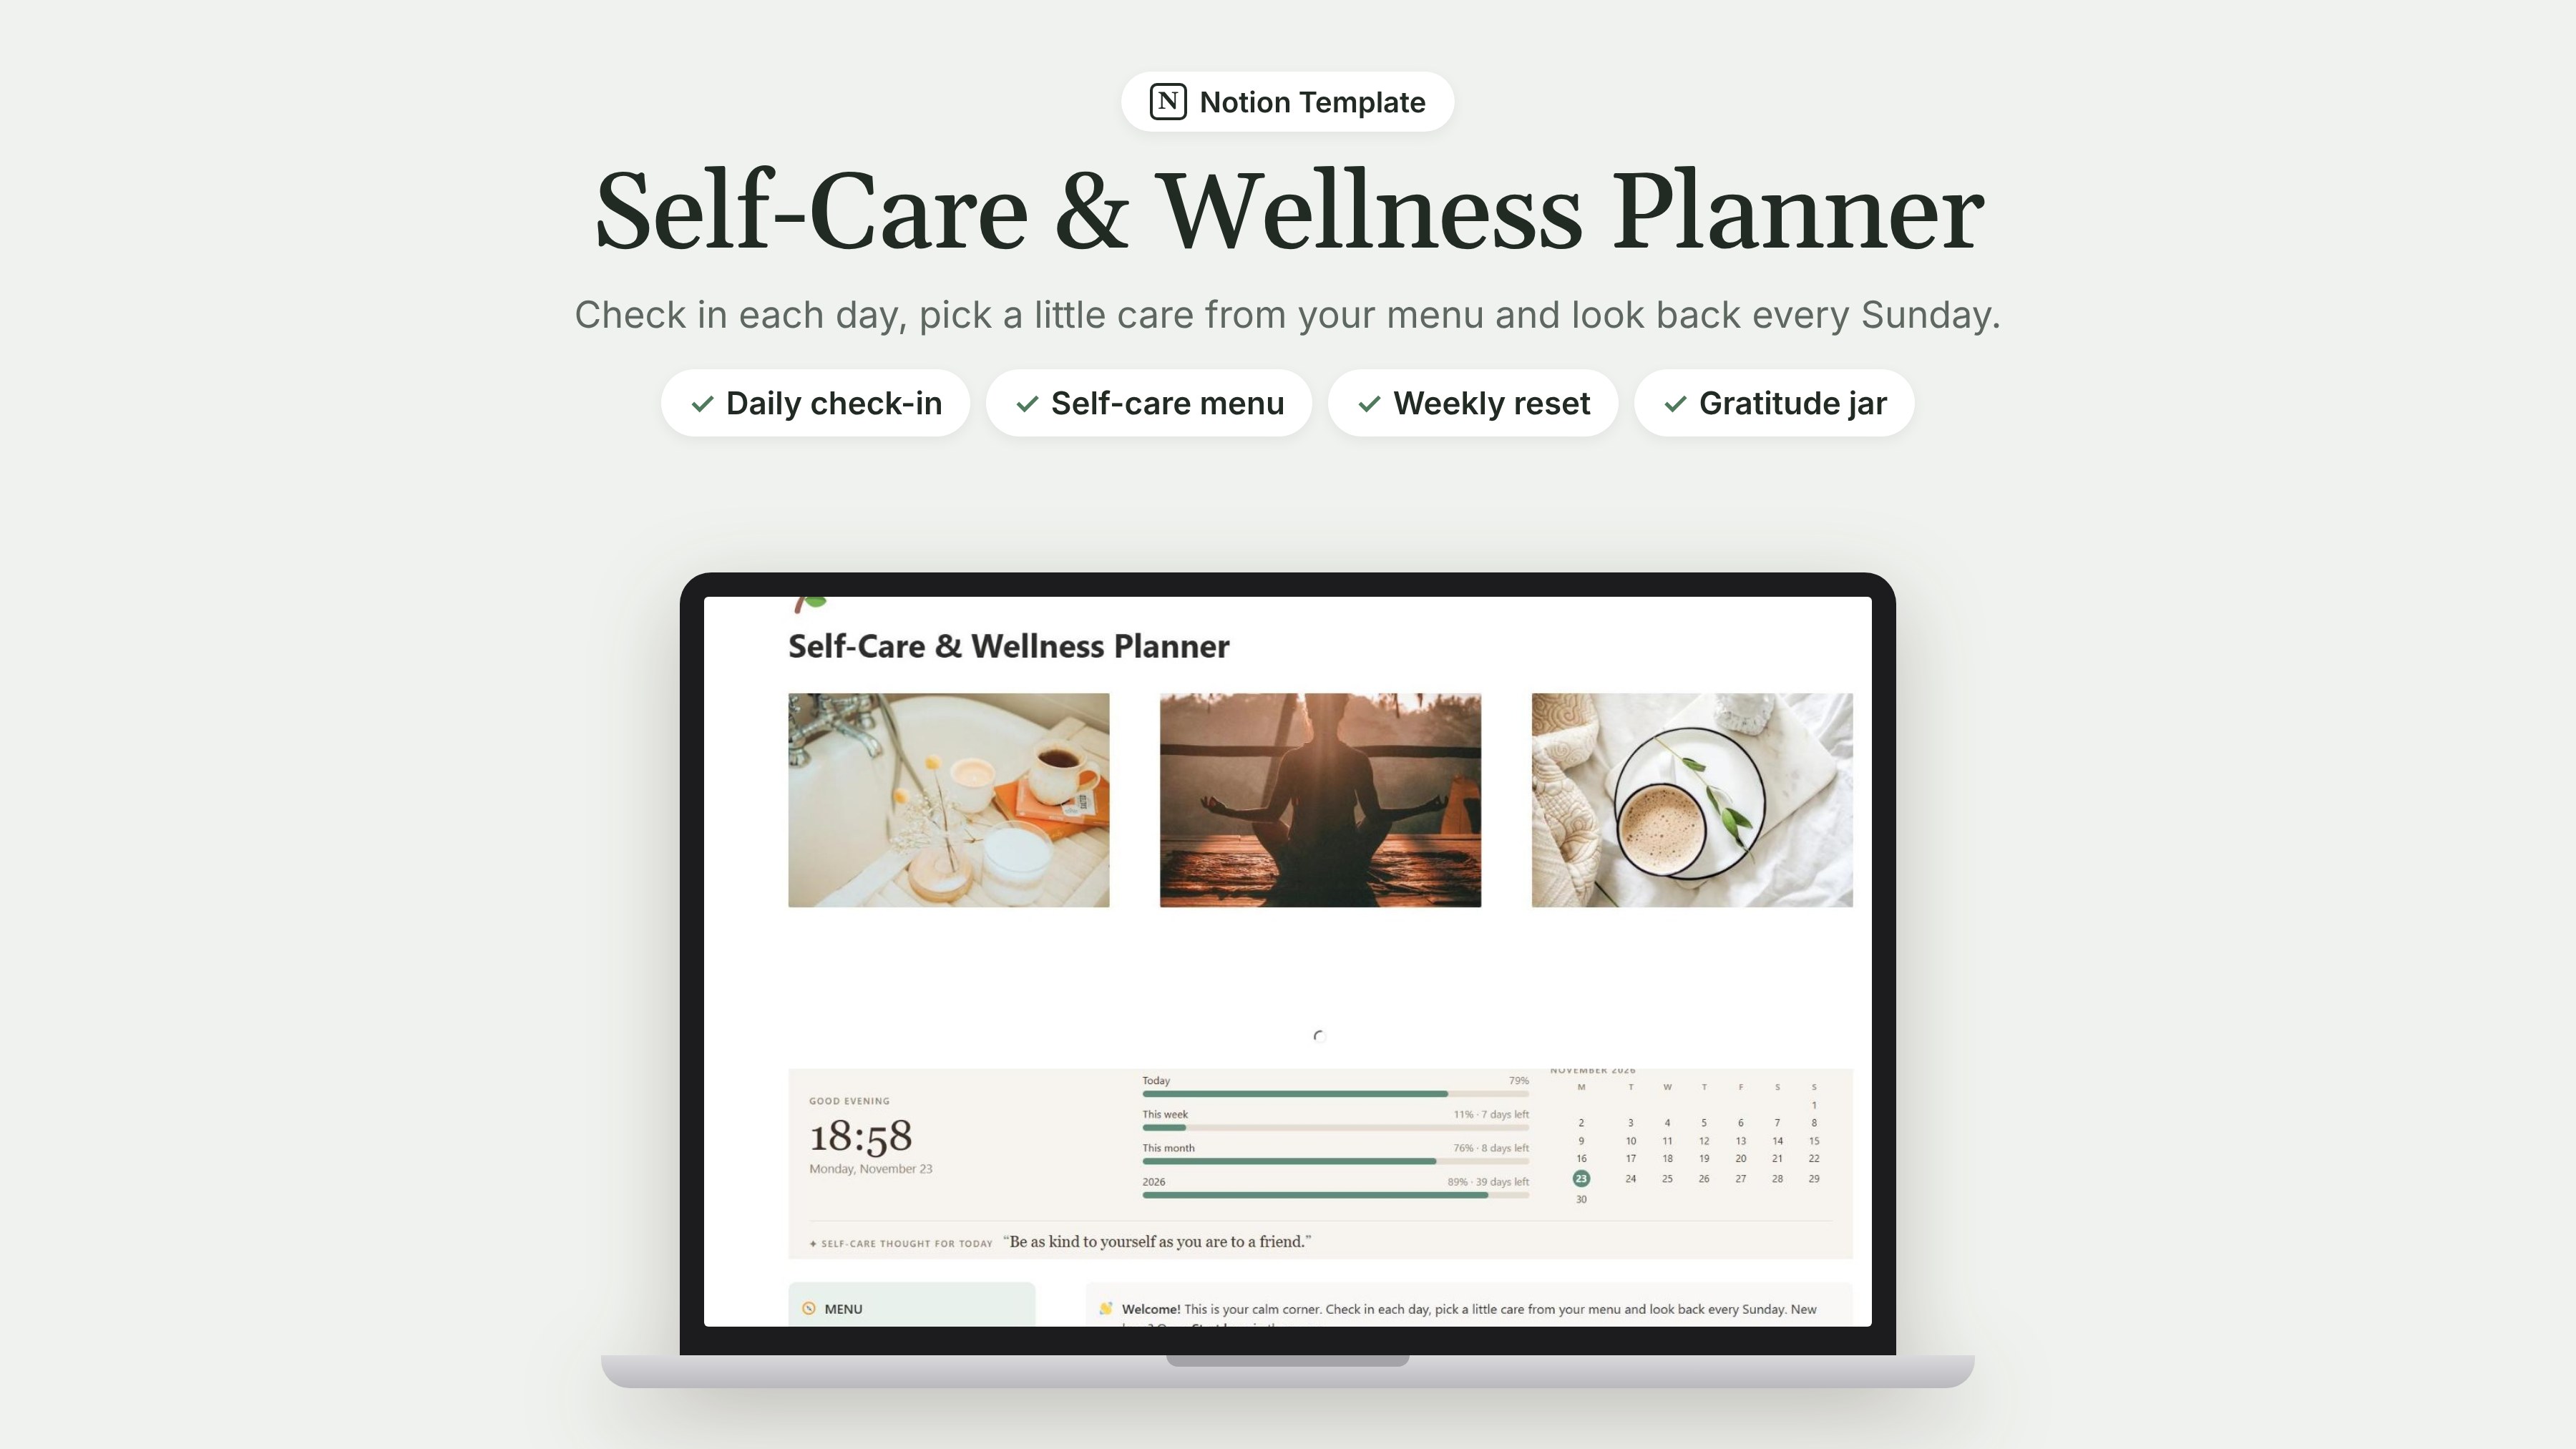 N Notion Template
Self-Care & Wellness Planner
Check in each day, pick a little care from your menu and look back every Sunday.
Daily check-in
Self-care menu
Weekly reset
Gratitude jar
Self-Care & Wellness Planner
GOOD EVENING
18:58
Monday, November 23
Today 79%
This week 11% · 7 days left
This month 76% · 8 days left
2026 89% · 39 days left
NOVEMBER 2026
M T W T F S S
1
2 3 4 5 6 7 8
9 10 11 12 13 14 15
16 17 18 19 20 21 22
23 24 25 26 27 28 29
30
✦ SELF-CARE THOUGHT FOR TODAY “Be as kind to yourself as you are to a friend.”
MENU
Welcome! This is your calm corner. Check in each day, pick a little care from your menu and look back every Sunday. New